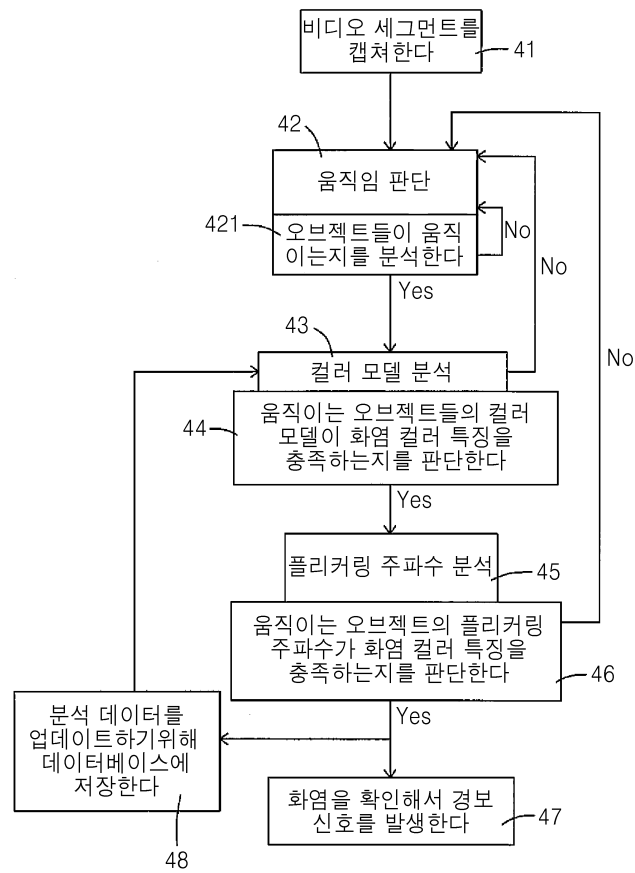 비디오 세그먼트를
캡쳐한다
41
42
움직임 판단
421
오브젝트들이 움직
이는지를 분석한다
No
No
No
Yes
43
컬러 모델 분석
44
움직이는 오브젝트들의 컬러
모델이 화염 컬러 특징을
충족하는지를 판단한다
Yes
플리커링 주파수 분석
45
움직이는 오브젝트의 플리커링
주파수가 화염 컬러 특징을
충족하는지를 판단한다
46
Yes
분석 데이터를
업데이트하기위해
데이터베이스에
저장한다
48
화염을 확인해서 경보
신호를 발생한다
47